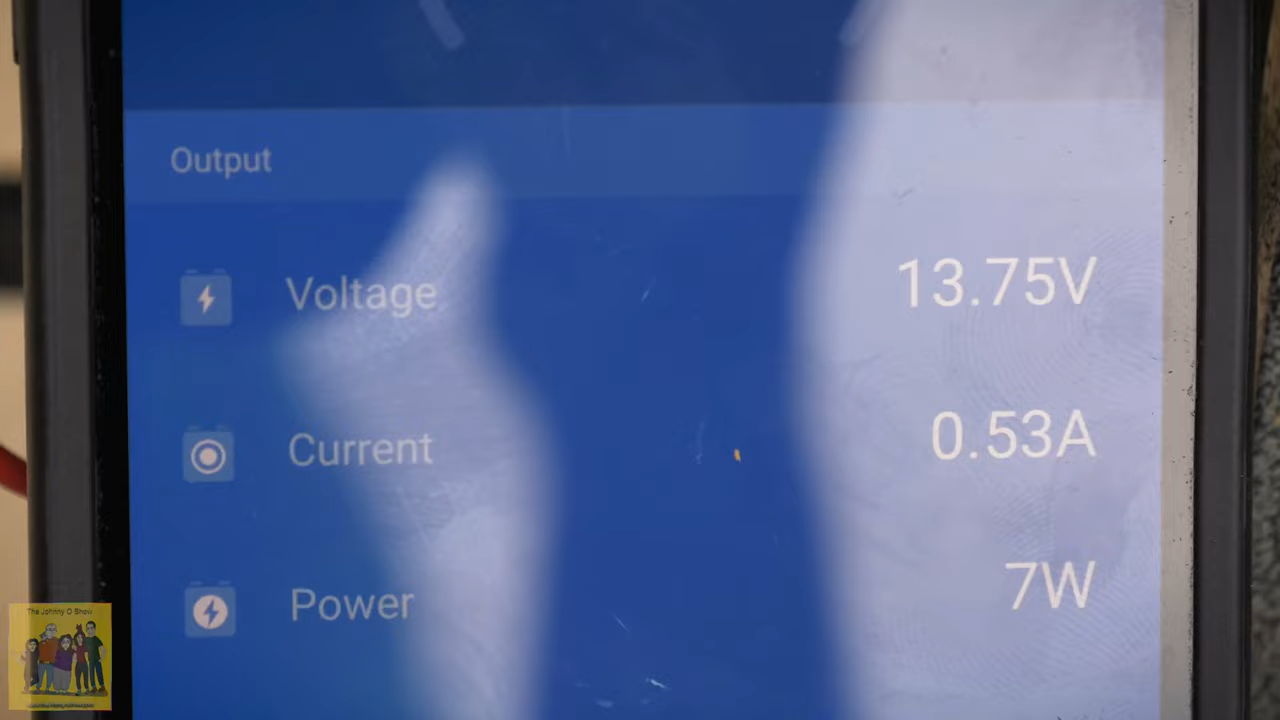 Output
Voltage
13.75V
Current
0.53A
Power
7W
The Johnny O Show